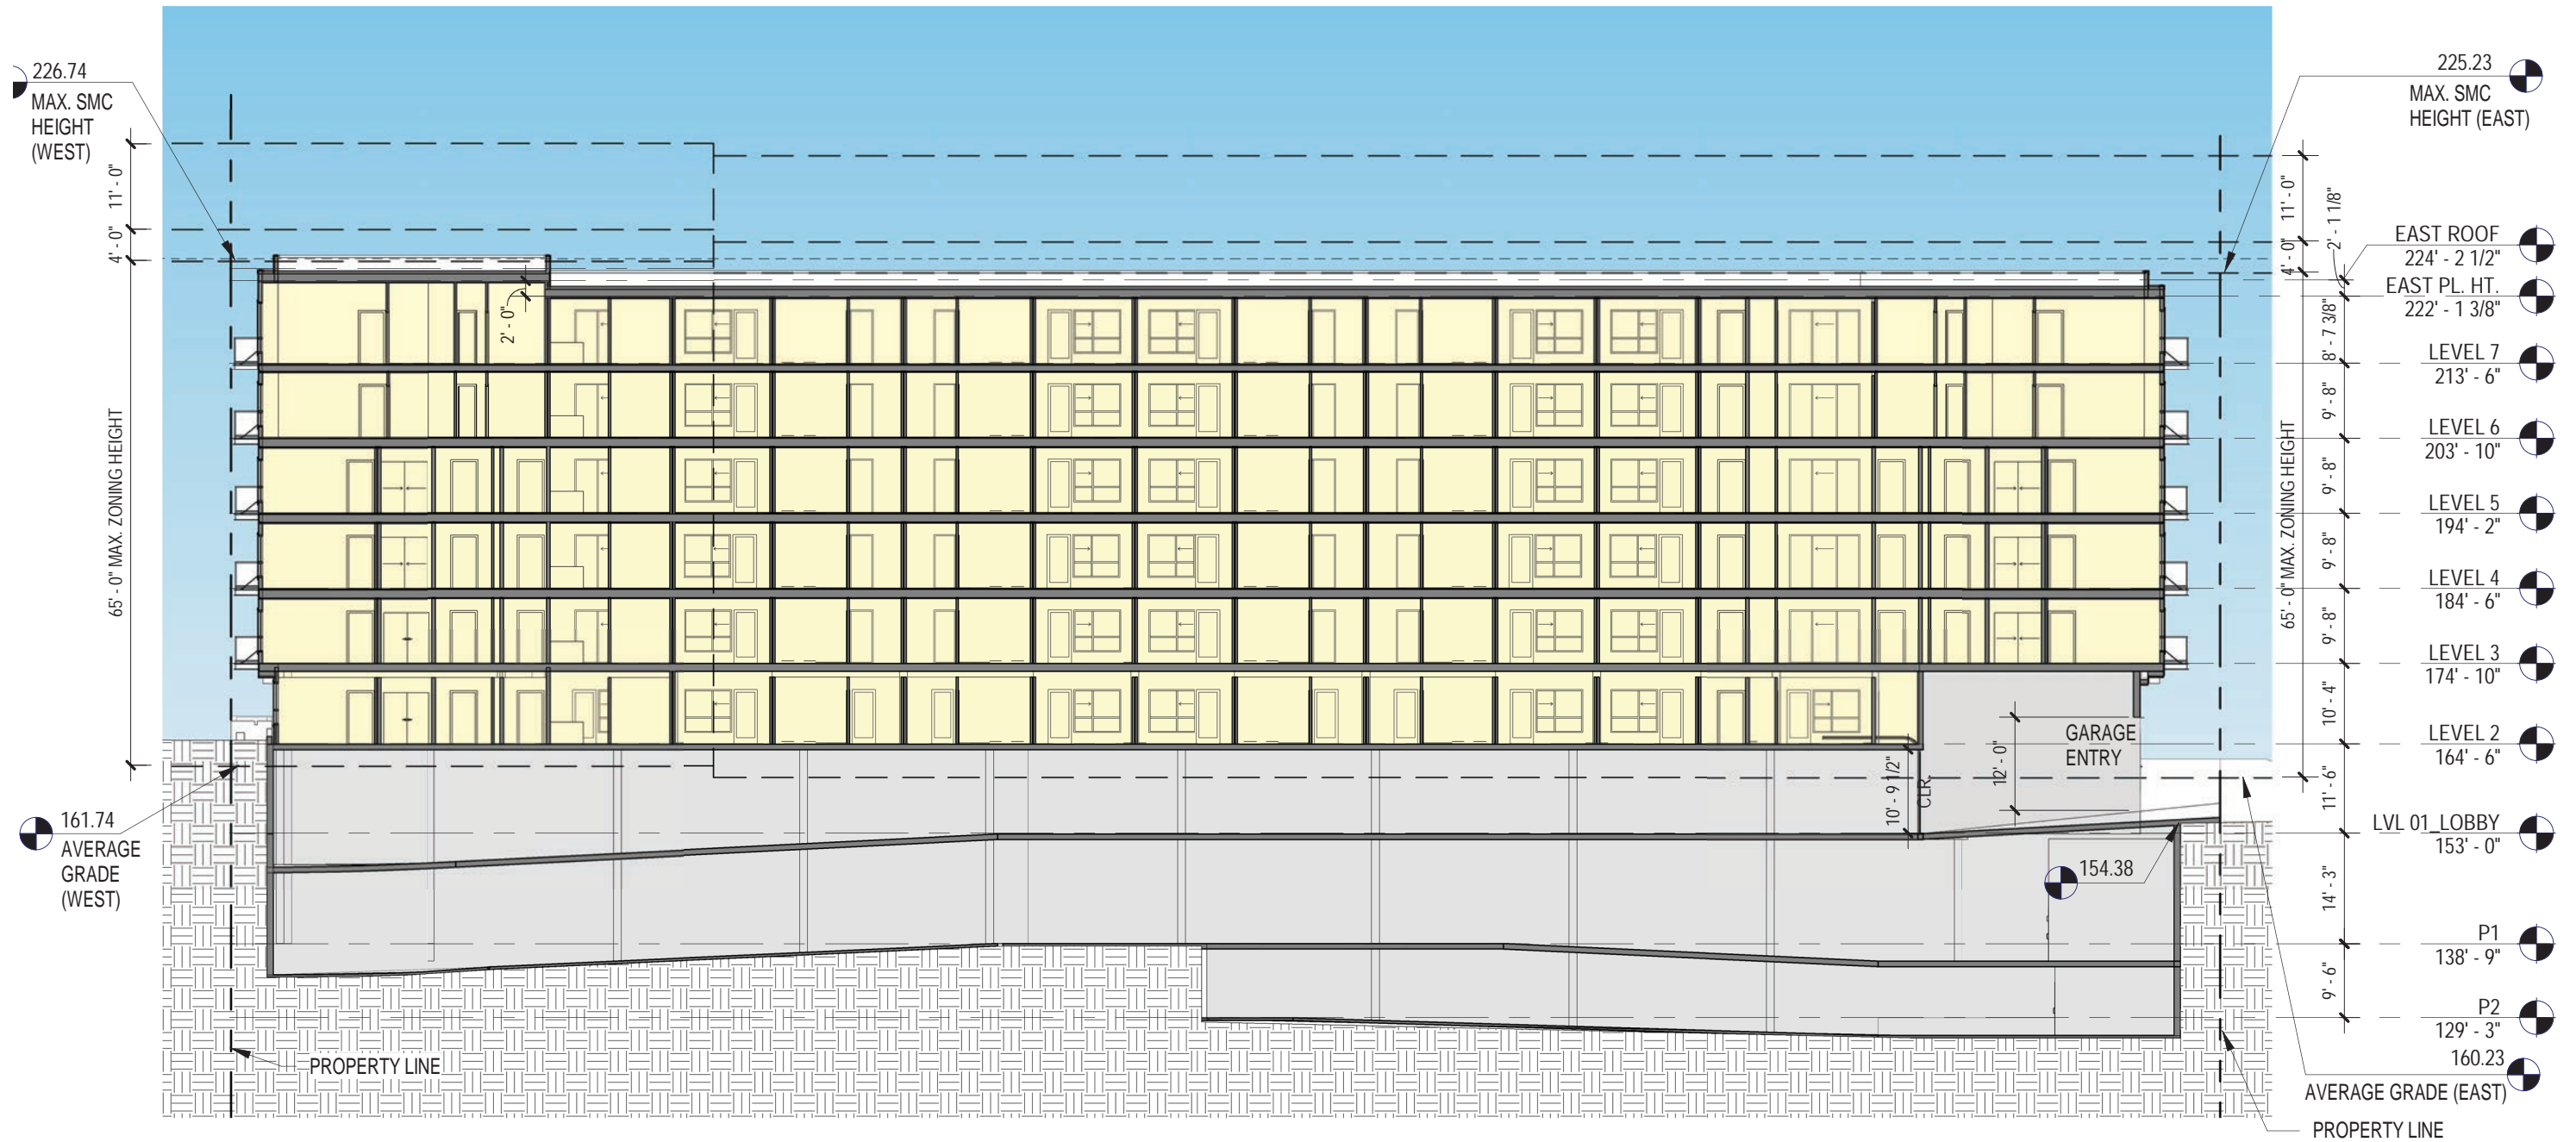 226.74
MAX. SMC
HEIGHT
(WEST)
11' - 0"
4' - 0"
65' - 0" MAX. ZONING HEIGHT
161.74
AVERAGE
GRADE
(WEST)
PROPERTY LINE
2' - 0"
10' - 9 1/2"
CLR.
12' - 0"
GARAGE
ENTRY
154.38
225.23
MAX. SMC
HEIGHT (EAST)
11' - 0"
4' - 0"
2' - 1 1/8"
65' - 0" MAX. ZONING HEIGHT
EAST ROOF
224' - 2 1/2"
EAST PL. HT.
222' - 1 3/8"
8' - 7 3/8"
LEVEL 7
213' - 6"
9' - 8"
LEVEL 6
203' - 10"
9' - 8"
LEVEL 5
194' - 2"
9' - 8"
LEVEL 4
184' - 6"
9' - 8"
LEVEL 3
174' - 10"
10' - 4"
LEVEL 2
164' - 6"
11' - 6"
LVL 01_LOBBY
153' - 0"
14' - 3"
P1
138' - 9"
9' - 6"
P2
129' - 3"
160.23
AVERAGE GRADE (EAST)
PROPERTY LINE